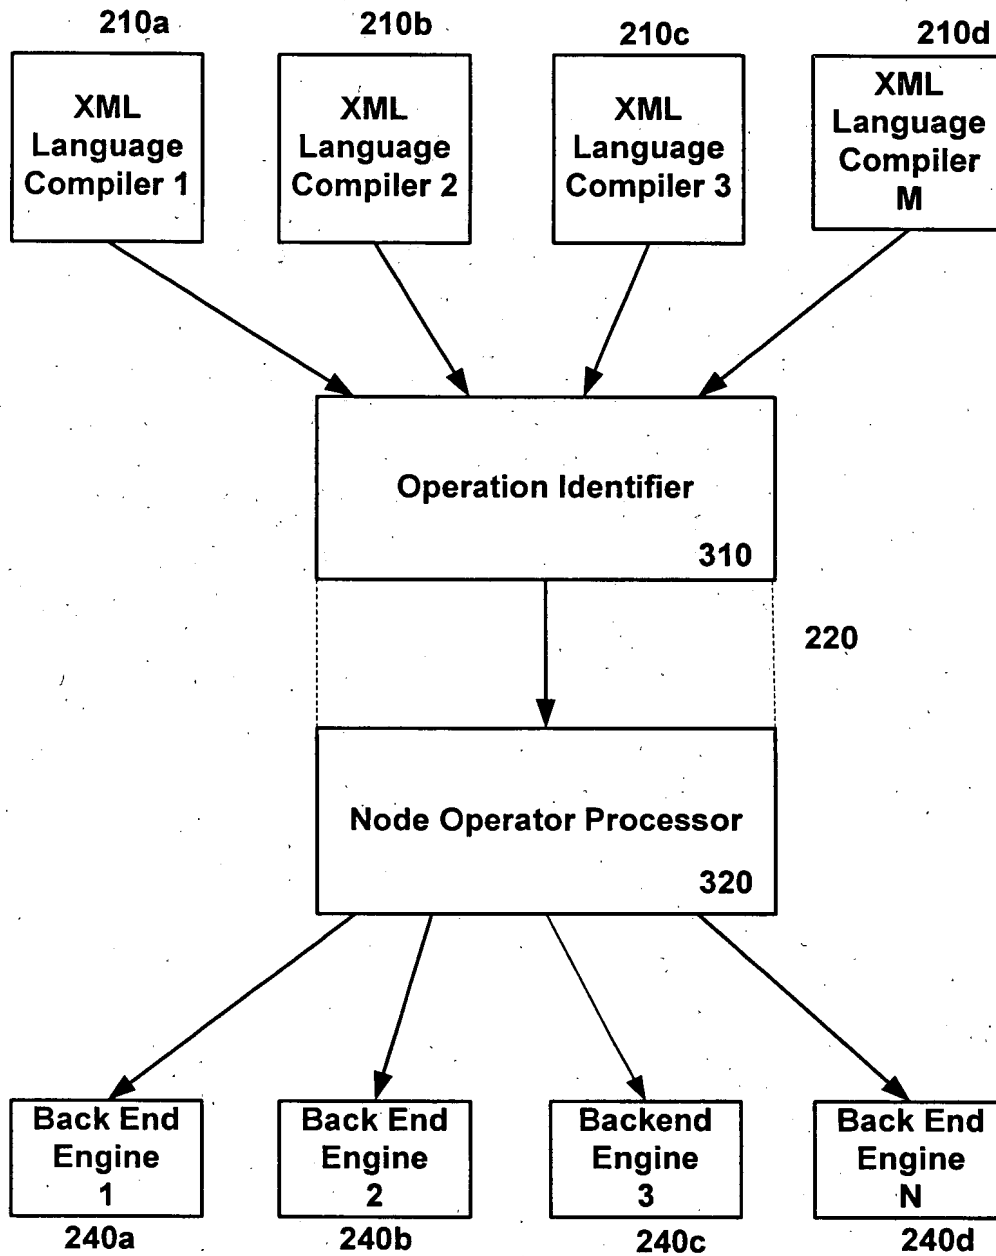 210a
210b
210c
210d
XML
Language
Compiler 1
XML
Language
Compiler 2
XML
Language
Compiler 3
XML
Language
Compiler
M
Operation Identifier
310
220
Node Operator Processor
320
Back End
Engine
1
Back End
Engine
2
Backend
Engine
3
Back End
Engine
N
240a
240b
240c
240d